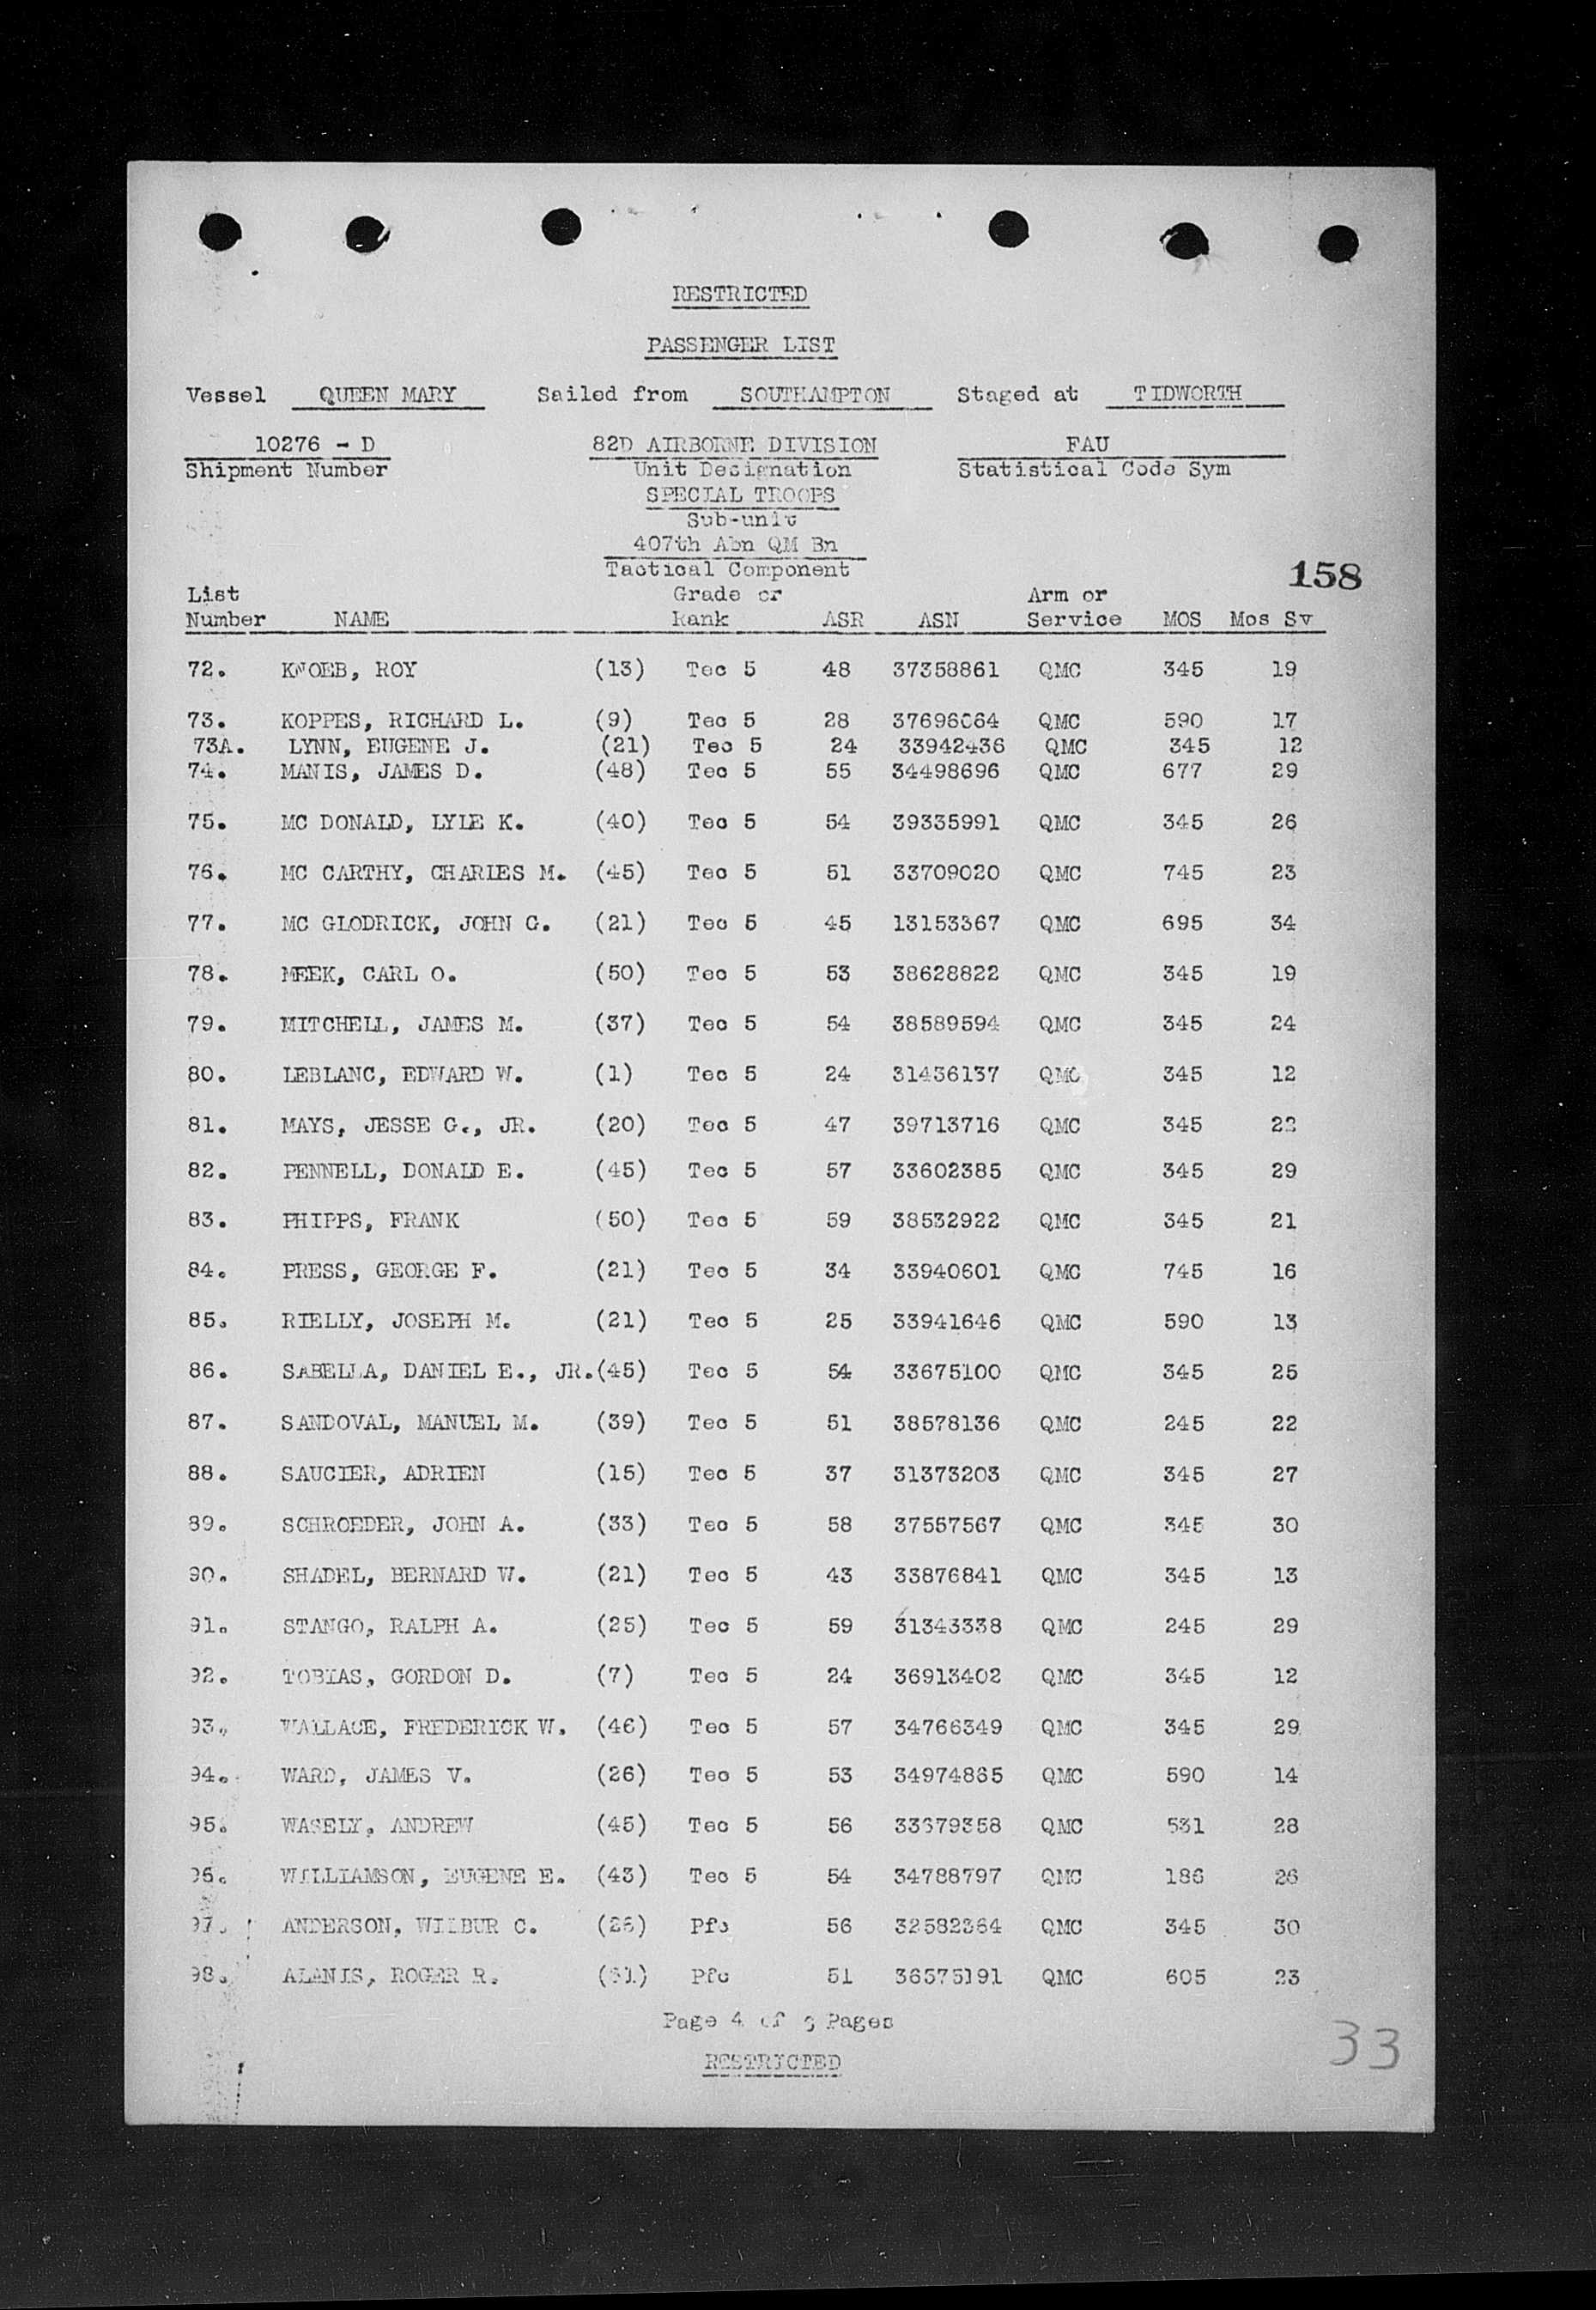 RESTRICTED
PASSENGER LIST
Vessel QUEEN MARY Sailed from SOUTHAMPTON Staged at TIDWORTH
10276 - D 82D AIRBORNE DIVISION FAU
Shipment Number Unit Designation Statistical Code Sym
SPECIAL TROOPS
Sub-unit
407th Abn QM Bn
Tactical Component
158
List Grade or Arm or
Number NAME Rank ASR ASN Service MOS Mos Sv
72. KNOEB, ROY (13) Tec 5 48 37358861 QMC 345 19
73. KOPPES, RICHARD L. (9) Tec 5 28 37696064 QMC 590 17
73A. LYNN, EUGENE J. (21) Tec 5 24 33942436 QMC 345 12
74. MANIS, JAMES D. (48) Tec 5 55 34498696 QMC 677 29
75. MC DONALD, LYLE K. (40) Tec 5 54 39335991 QMC 345 26
76. MC CARTHY, CHARLES M. (45) Tec 5 51 33709020 QMC 745 23
77. MC GLODRICK, JOHN G. (21) Tec 5 45 13153367 QMC 695 34
78. MEEK, CARL O. (50) Tec 5 53 38628822 QMC 345 19
79. MITCHELL, JAMES M. (37) Tec 5 54 38589594 QMC 345 24
80. LEBLANC, EDWARD W. (1) Tec 5 24 31436137 QMC 345 12
81. MAYS, JESSE G., JR. (20) Tec 5 47 39713716 QMC 345
82. PENNELL, DONALD E. (45) Tec 5 57 33602385 QMC 345 29
83. PHIPPS, FRANK (50) Tec 5 59 38532922 QMC 345 21
84. PRESS, GEORGE F. (21) Tec 5 34 33940601 QMC 745 16
85. RIELLY, JOSEPH M. (21) Tec 5 25 33941646 QMC 590 13
86. SABELLA, DANIEL E., JR.(45) Tec 5 54 33675100 QMC 345 25
87. SANDOVAL, MANUEL M. (39) Tec 5 51 38578136 QMC 245 22
88. SAUCIER, ADRIEN (15) Tec 5 37 31373203 QMC 345 27
89. SCHROEDER, JOHN A. (33) Tec 5 58 37557567 QMC 345 30
90. SHADEL, BERNARD W. (21) Tec 5 43 33876841 QMC 345 13
91. STANGO, RALPH A. (25) Tec 5 59 31343338 QMC 245 29
92. TOBIAS, GORDON D. (7) Tec 5 24 36913402 QMC 345 12
93. WALLACE, FREDERICK W. (46) Tec 5 57 34766349 QMC 345 29
94. WARD, JAMES V. (26) Tec 5 53 34974865 QMC 590 14
95. WASELY, ANDREW (45) Tec 5 56 33679358 QMC 531 28
96. WILLIAMSON, EUGENE E. (43) Tec 5 54 34788797 QMC 186 26
97. ANDERSON, WILBUR C. (26) Pfc 56 32582364 QMC 345 30
98. ALANIS, ROGER R. Pfc 51 36575191 QMC 605 23
Page 4 of Pages
RESTRICTED
33